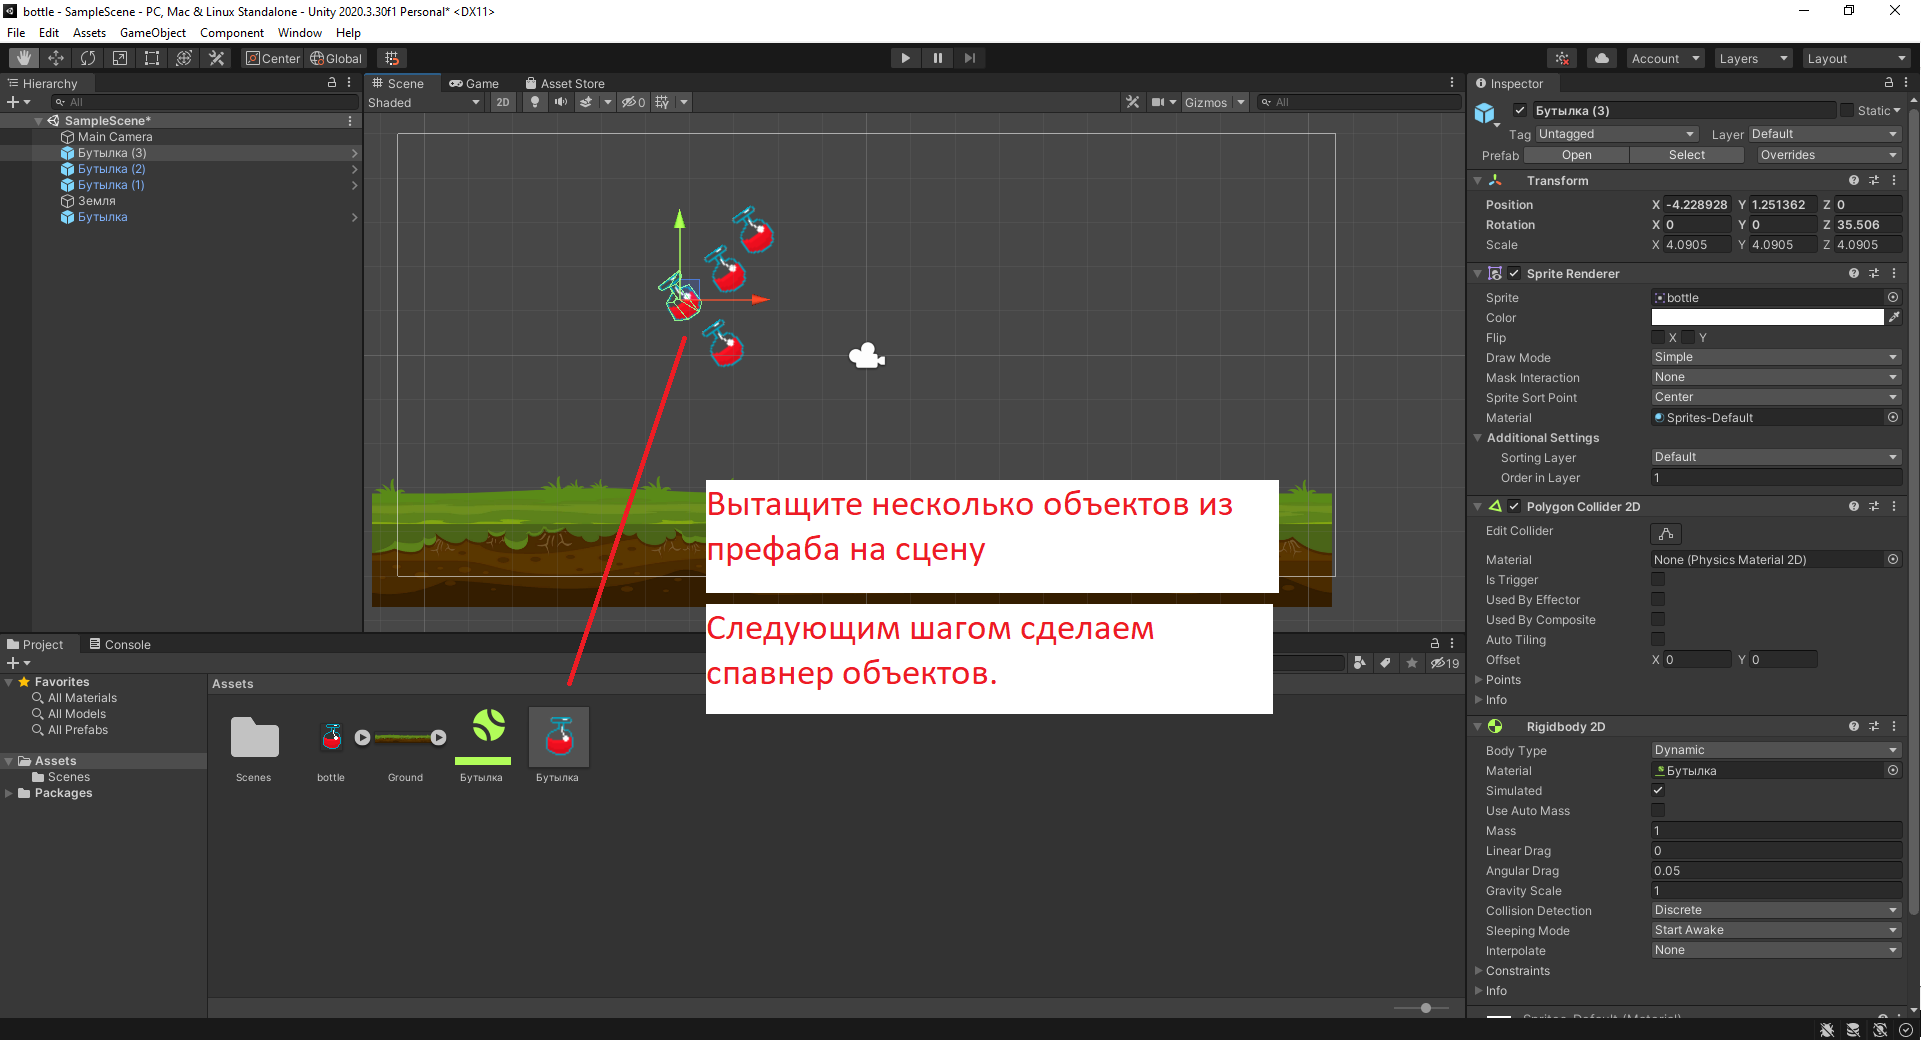 bottle - SampleScene - PC, Mac & Linux Standalone - Unity 2020.3.30f1 Personal* <DX11>
File Edit Assets GameObject Component Window Help
Center Global Account Layers Layout
Hierarchy
All
SampleScene*
Main Camera
Бутылка (3)
Бутылка (2)
Бутылка (1)
Земля
Бутылка
Scene Game Asset Store
Shaded 2D 0 Gizmos All
Вытащите несколько объектов из
префаба на сцену
Следующим шагом сделаем
спавнер объектов.
Project Console
19
Favorites
All Materials
All Models
All Prefabs
Assets
Scenes
Packages
Assets
Scenes bottle Ground Бутылка Бутылка
Inspector
Бутылка (3) Static
Tag Untagged Layer Default
Prefab Open Select Overrides
Transform
Position X -4.228928 Y 1.251362 Z 0
Rotation X 0 Y 0 Z 35.506
Scale X 4.0905 Y 4.0905 Z 4.0905
Sprite Renderer
Sprite bottle
Color
Flip X Y
Draw Mode Simple
Mask Interaction None
Sprite Sort Point Center
Material Sprites-Default
Additional Settings
Sorting Layer Default
Order in Layer 1
Polygon Collider 2D
Edit Collider
Material None (Physics Material 2D)
Is Trigger
Used By Effector
Used By Composite
Auto Tiling
Offset X 0 Y 0
Points
Info
Rigidbody 2D
Body Type Dynamic
Material Бутылка
Simulated
Use Auto Mass
Mass 1
Linear Drag 0
Angular Drag 0.05
Gravity Scale 1
Collision Detection Discrete
Sleeping Mode Start Awake
Interpolate None
Constraints
Info
Sprites-Default (Material)